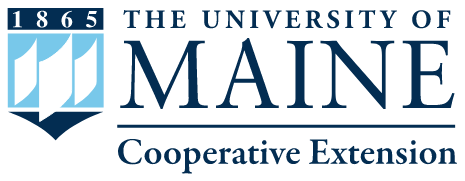 1865
THE UNIVERSITY OF
MAINE
Cooperative Extension